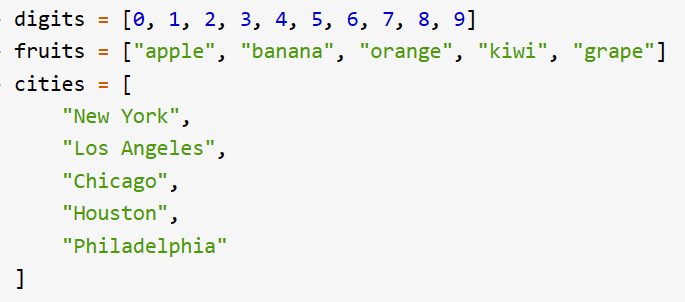 digits = [0, 1, 2, 3, 4, 5, 6, 7, 8, 9]
fruits = ["apple", "banana", "orange", "kiwi", "grape"]
cities = [
    "New York",
    "Los Angeles",
    "Chicago",
    "Houston",
    "Philadelphia"
]